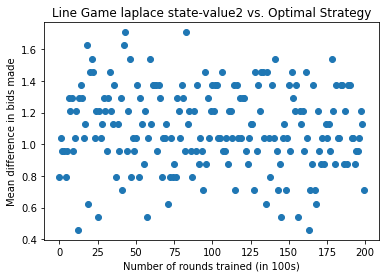 Line Game laplace state-value2 vs. Optimal Strategy
Mean difference in bids made
1.6
1.4
1.2
1.0
0.8
0.6
0.4
0 25 50 75 100 125 150 175 200
Number of rounds trained (in 100s)